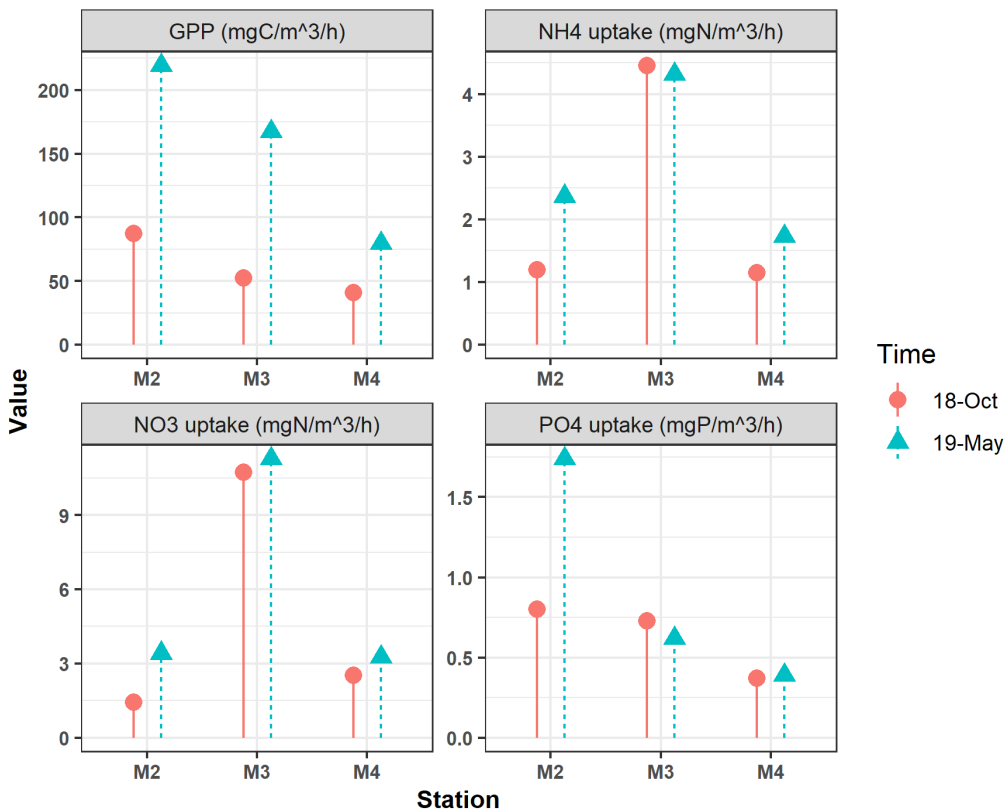 GPP (mgC/m^3/h)
NH4 uptake (mgN/m^3/h)
200
150
100
50
0
4
3
2
1
0
M2 M3 M4
M2 M3 M4
Value
NO3 uptake (mgN/m^3/h)
PO4 uptake (mgP/m^3/h)
9
6
3
0
1.5
1.0
0.5
0.0
M2 M3 M4
M2 M3 M4
Station
Time
18-Oct
19-May